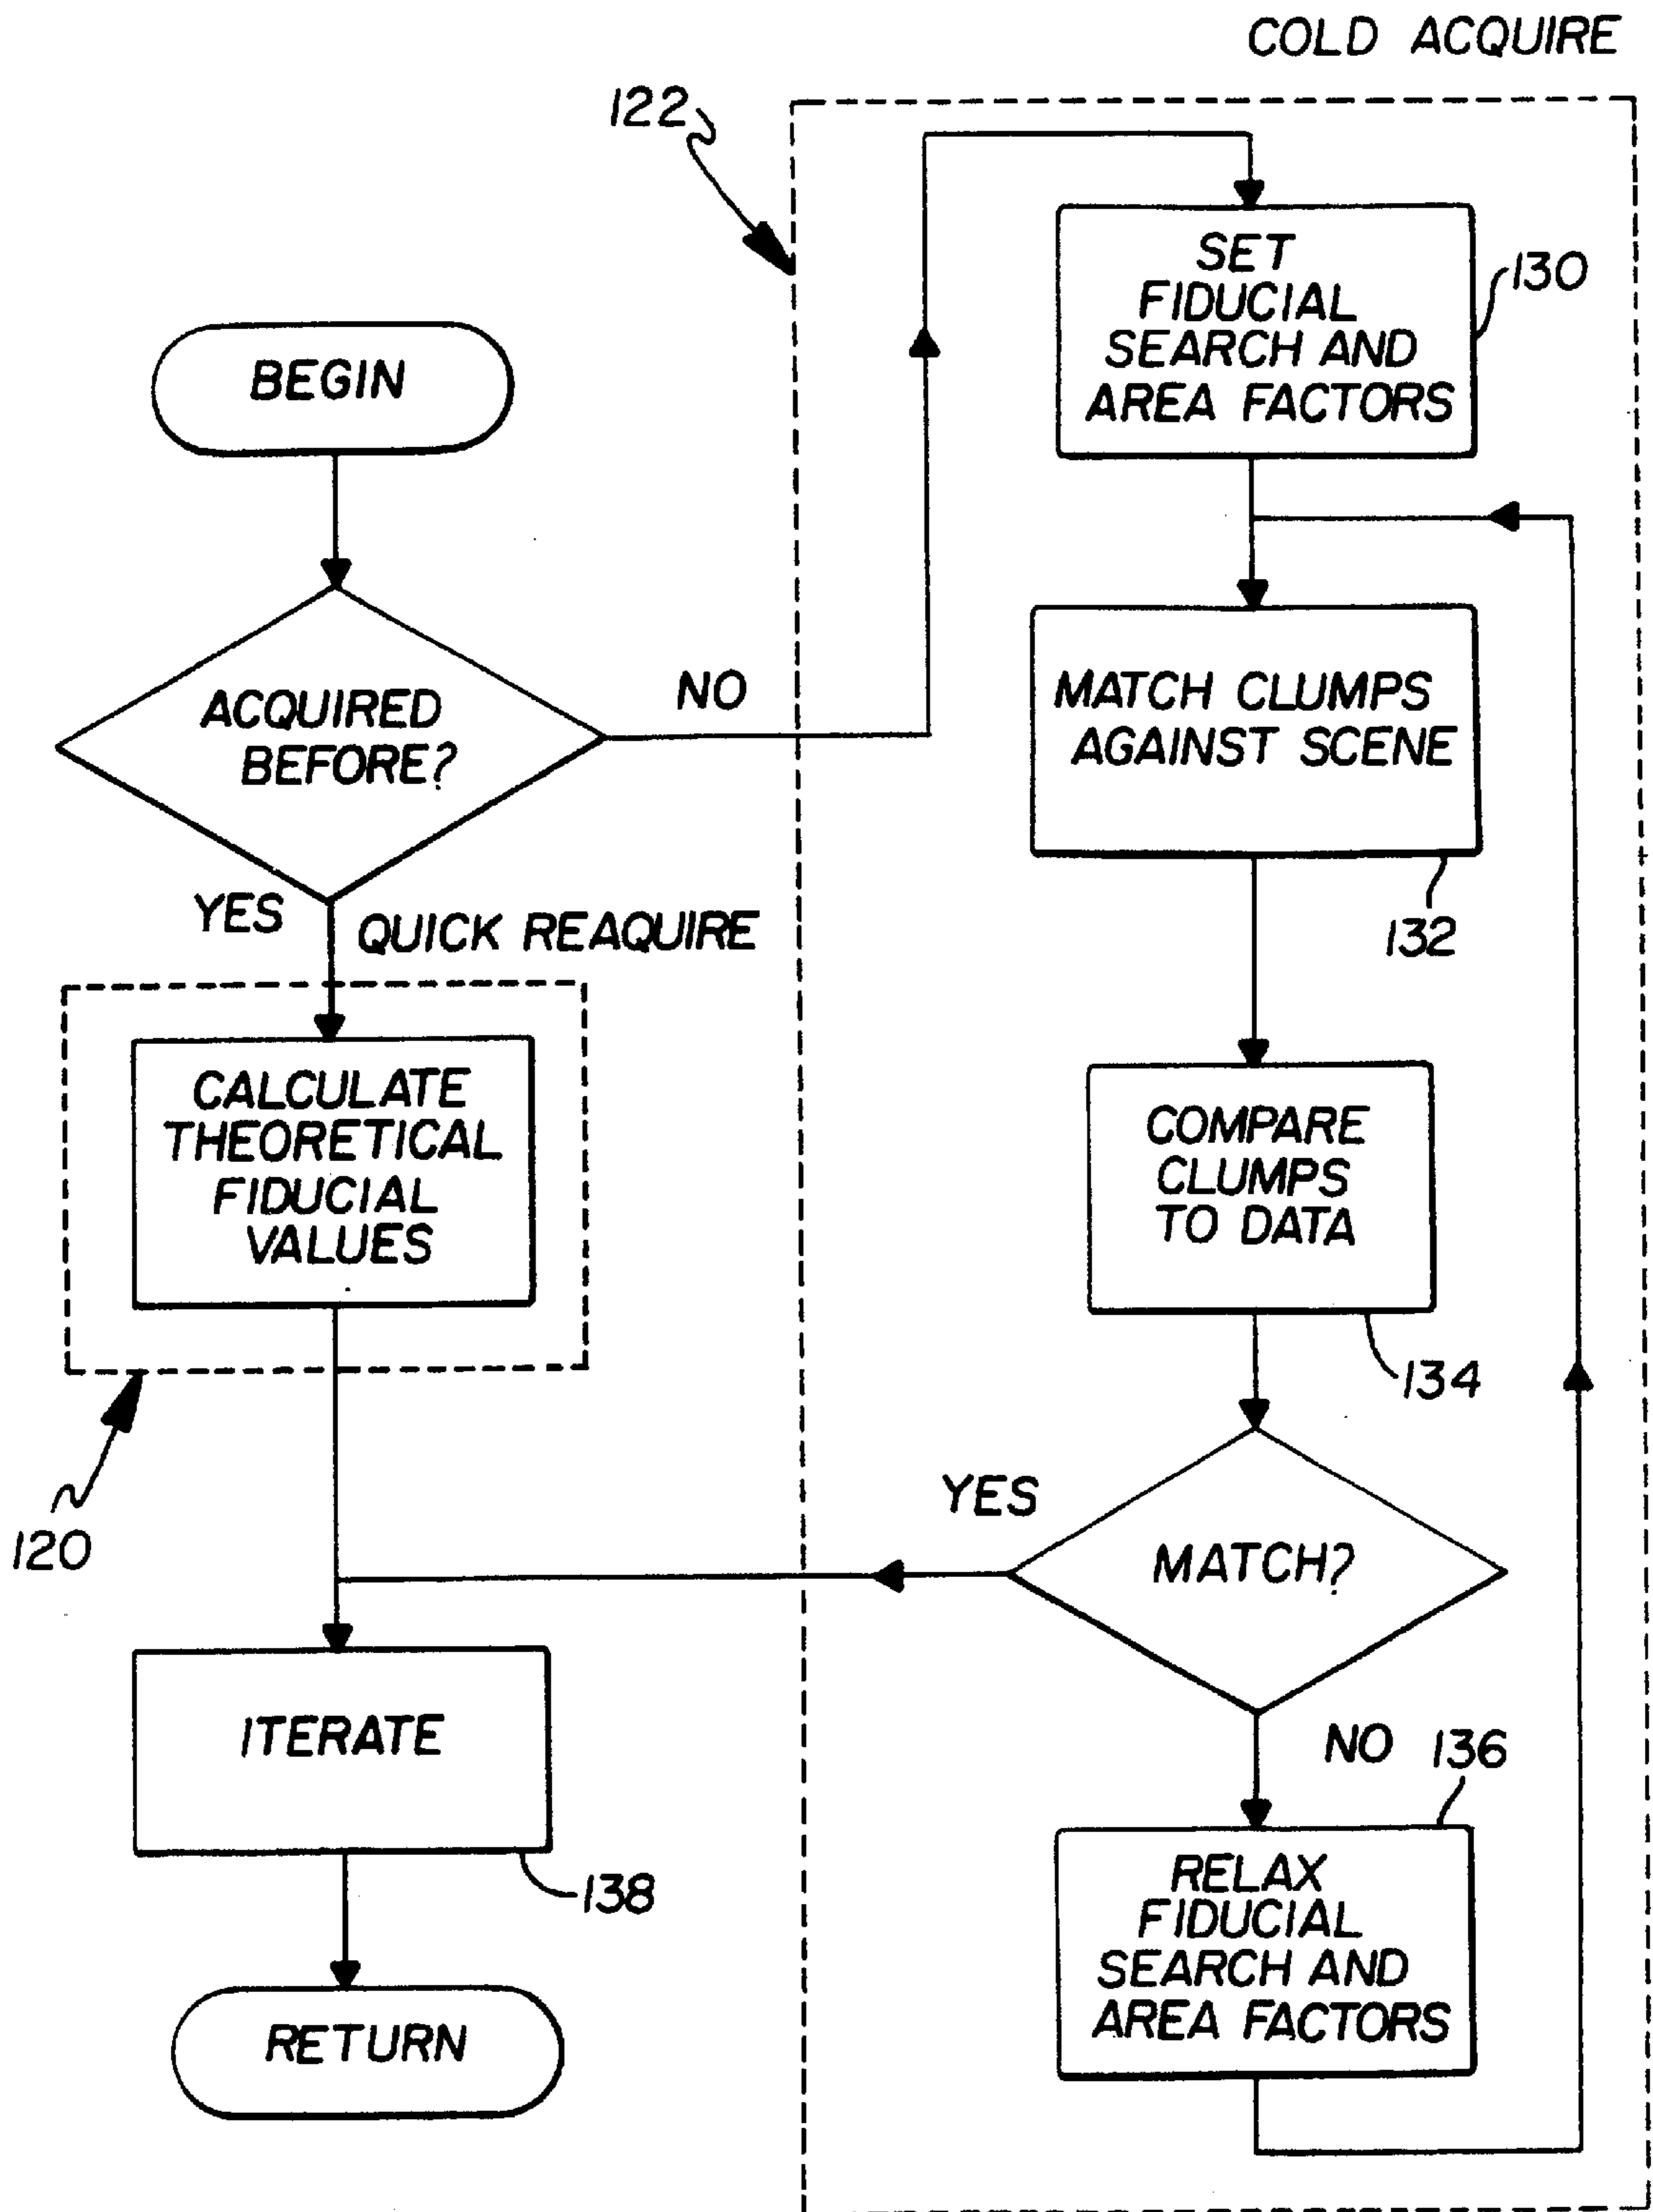 COLD ACQUIRE
122
BEGIN
ACQUIRED
BEFORE?
NO
YES
QUICK REAQUIRE
CALCULATE
THEORETICAL
FIDUCIAL
VALUES
120
ITERATE
138
RETURN
SET
FIDUCIAL
SEARCH AND
AREA FACTORS
130
MATCH CLUMPS
AGAINST SCENE
132
COMPARE
CLUMPS
TO DATA
134
YES
MATCH?
NO
136
RELAX
FIDUCIAL
SEARCH AND
AREA FACTORS